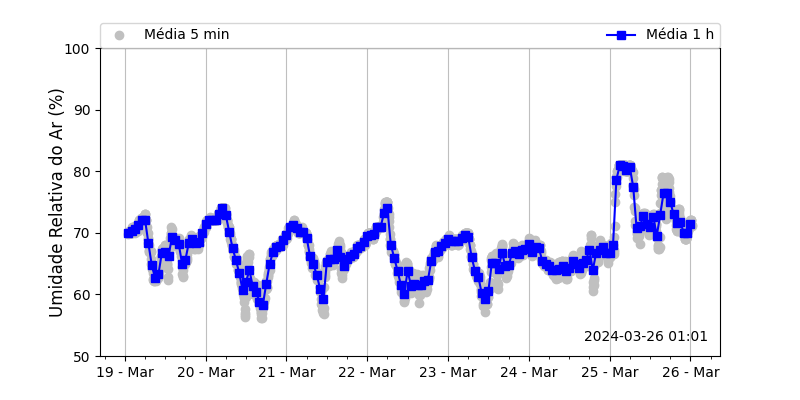 Média 5 min Média 1 h
100
90
80
70
60
50
Umidade Relativa do Ar (%)
2024-03-26 01:01
19 - Mar 20 - Mar 21 - Mar 22 - Mar 23 - Mar 24 - Mar 25 - Mar 26 - Mar